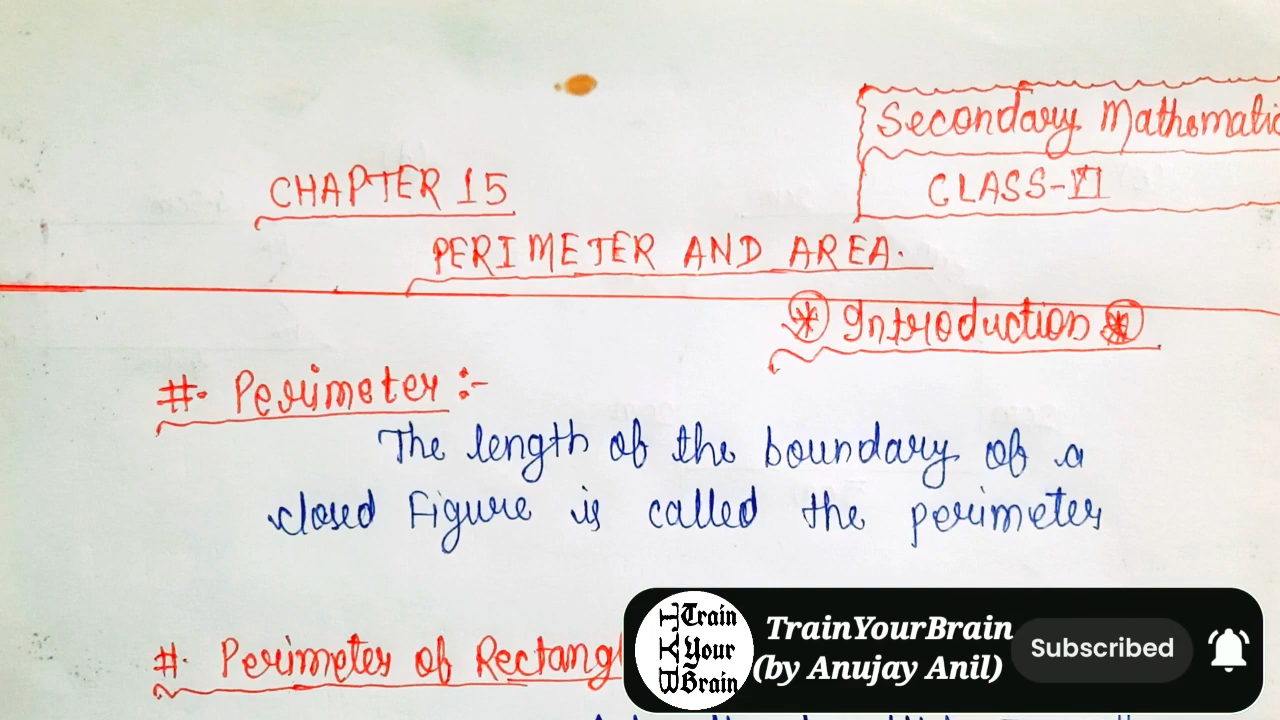 Secondary Mathematic
CLASS-VI
CHAPTER 15
PERIMETER AND AREA.
Introduction
#. Perimeter :-
The length of the boundary of a
closed Figure is called the perimeter
#. Perimeter of Rectangl
Train
Your
Brain
TrainYourBrain
(by Anujay Anil)
Subscribed